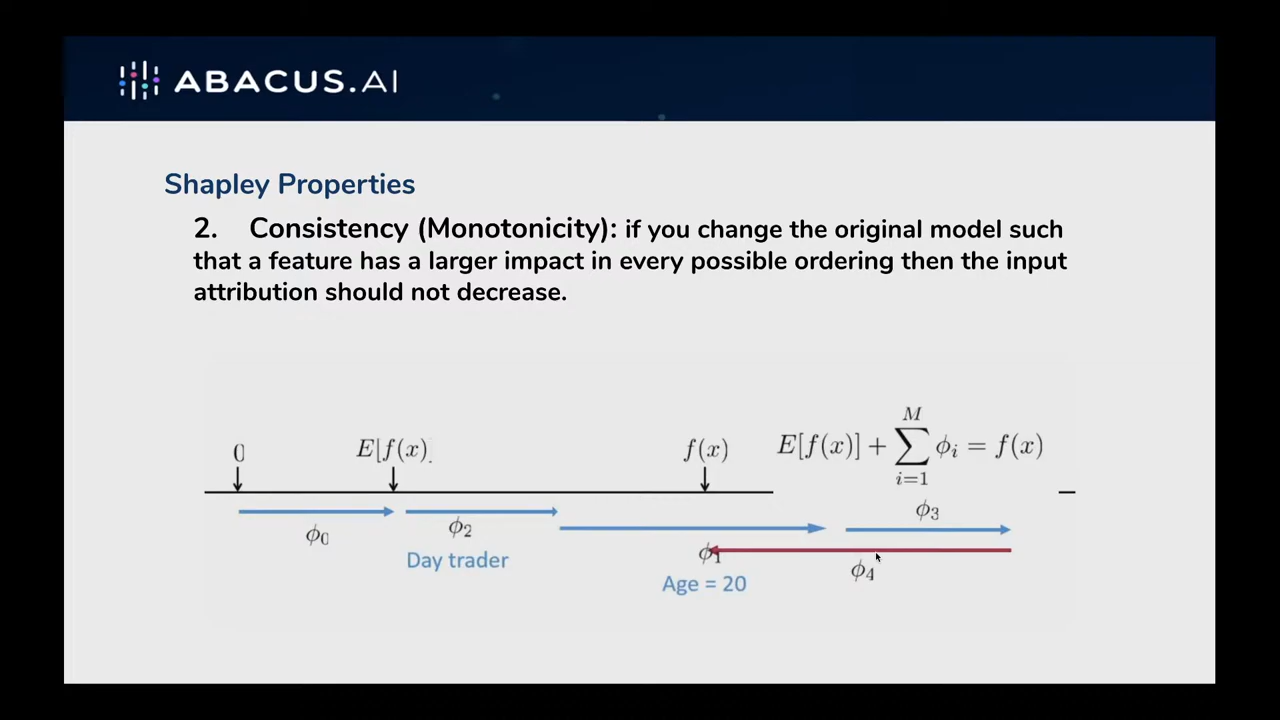 ABACUS.AI
Shapley Properties
2. Consistency (Monotonicity): if you change the original model such
that a feature has a larger impact in every possible ordering then the input
attribution should not decrease.
0 E[f(x) f(x) E[f(x)] + ∑_{i=1}^{M} ϕ_i = f(x)
ϕ0 ϕ2 ϕ3
Day trader ϕ1 ϕ4
Age = 20